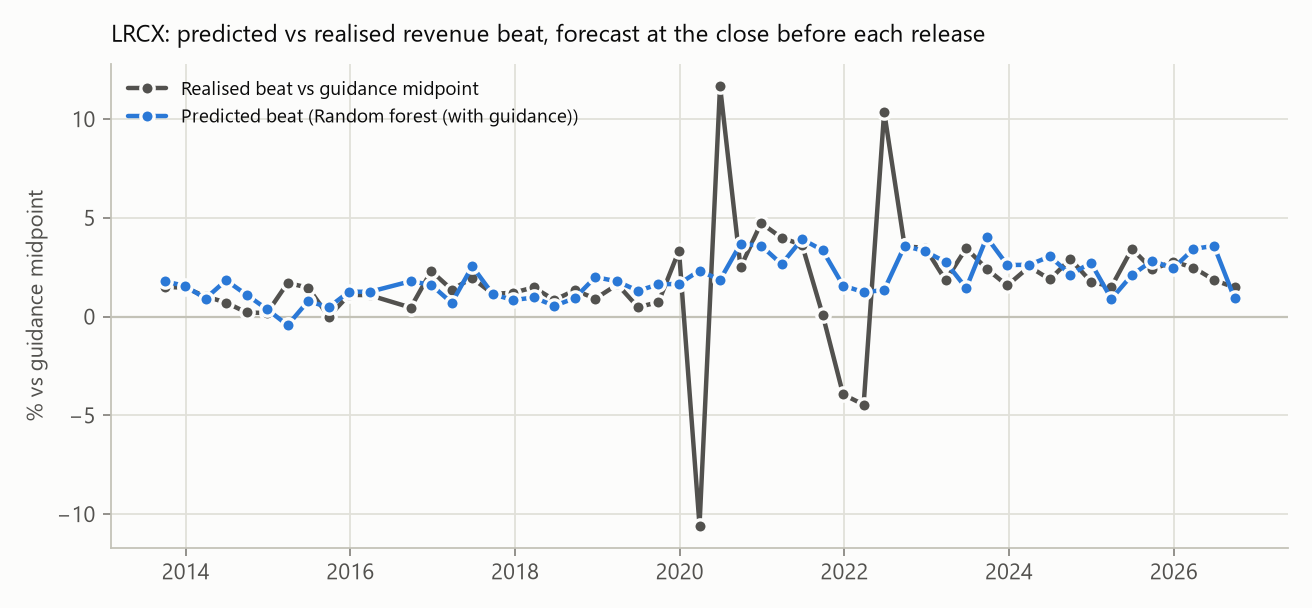 LRCX: predicted vs realised revenue beat, forecast at the close before each release
Realised beat vs guidance midpoint
Predicted beat (Random forest (with guidance))
% vs guidance midpoint
10
5
0
−5
−10
2014 2016 2018 2020 2022 2024 2026